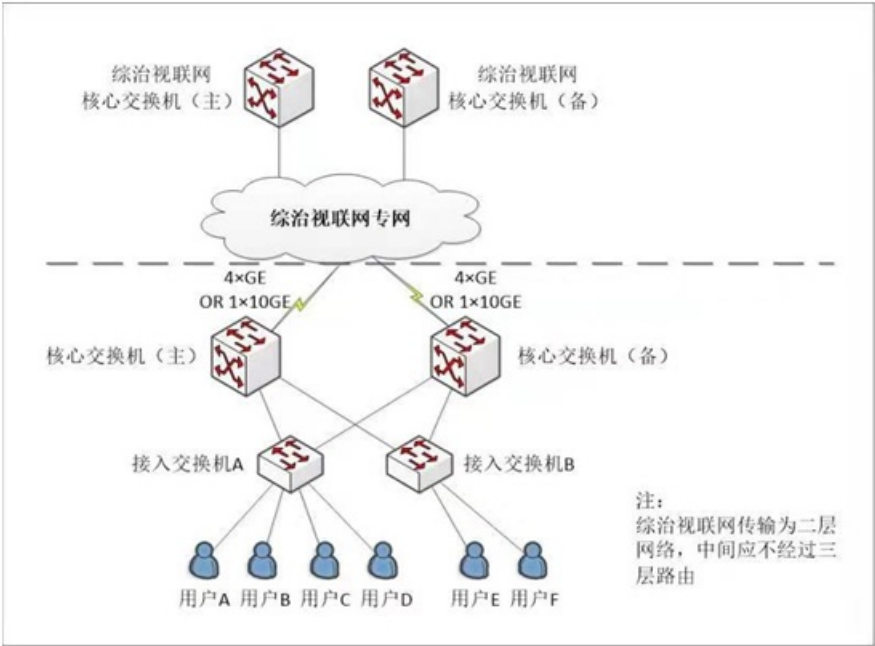 综治视联网
核心交换机（主）
综治视联网
核心交换机（备）
综治视联网专网
4×GE
OR 1×10GE
4×GE
OR 1×10GE
核心交换机（主）
核心交换机（备）
接入交换机A
接入交换机B
注：
综治视联网传输为二层
网络，中间应不经过三
层路由
用户A 用户B 用户C 用户D 用户E 用户F